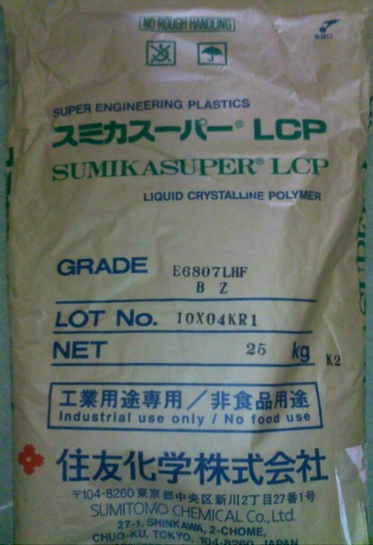 NO ROUGH HANDLING
SUPER ENGINEERING PLASTICS
スミカスーパー® LCP
SUMIKASUPER® LCP
LIQUID CRYSTALLINE POLYMER
GRADE E6807LHF
B Z
LOT No. 10X04KR1
NET 25 kg K2
工業用途専用/非食品用途
Industrial use only / No food use
住友化学株式会社
〒104-8260 東京都中央区新川2丁目27番1号
SUMITOMO CHEMICAL Co., Ltd.
27-1, SHINKAWA, 2-CHOME,
CHUO-KU, TOKYO, 104-8260, JAPAN